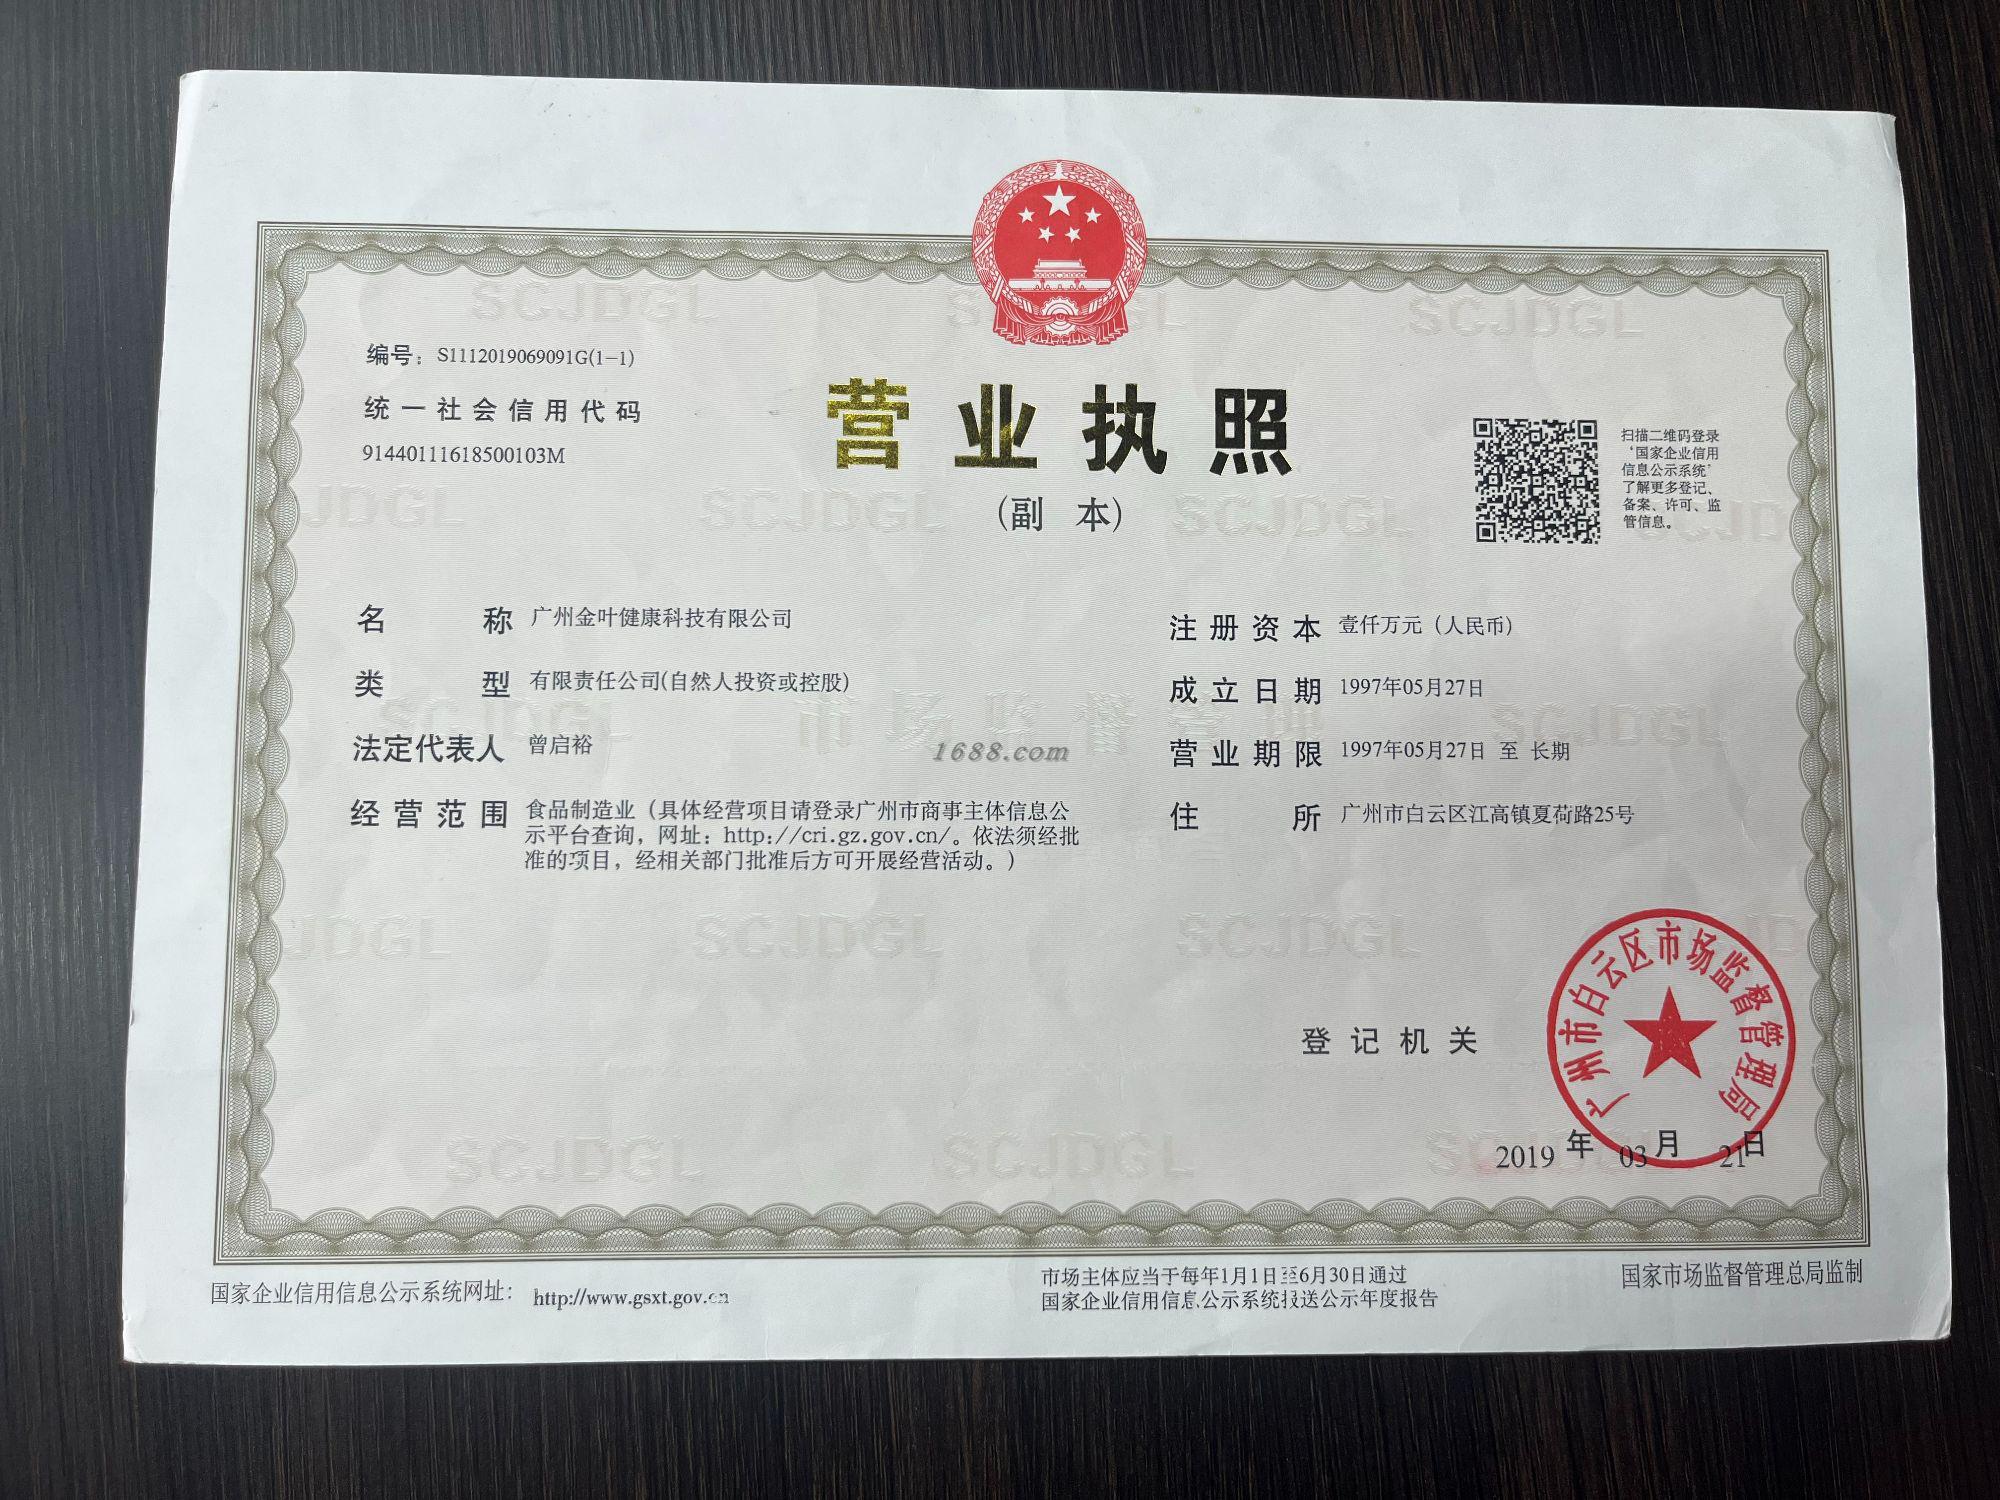 编号：S1112019069091G(1-1)
统一社会信用代码
91440111618500103M
营业执照
（副 本）
扫描二维码登录
‘国家企业信用
信息公示系统’
了解更多登记、
备案、许可、监
管信息。
名 称 广州金叶健康科技有限公司
类 型 有限责任公司(自然人投资或控股)
法定代表人 曾启裕
经营范围 食品制造业（具体经营项目请登录广州市商事主体信息公
示平台查询，网址：http://cri.gz.gov.cn/。依法须经批
准的项目，经相关部门批准后方可开展经营活动。）
注册资本 壹仟万元（人民币）
成立日期 1997年05月27日
营业期限 1997年05月27日 至 长期
住 所 广州市白云区江高镇夏荷路25号
1688.com
SCJDGL
市场监督管理
登记机关
广州市白云区市场监督管理局
2019 年 03 月 21 日
国家企业信用信息公示系统网址：http://www.gsxt.gov.cn
市场主体应当于每年1月1日至6月30日通过
国家企业信用信息公示系统报送公示年度报告
国家市场监督管理总局监制